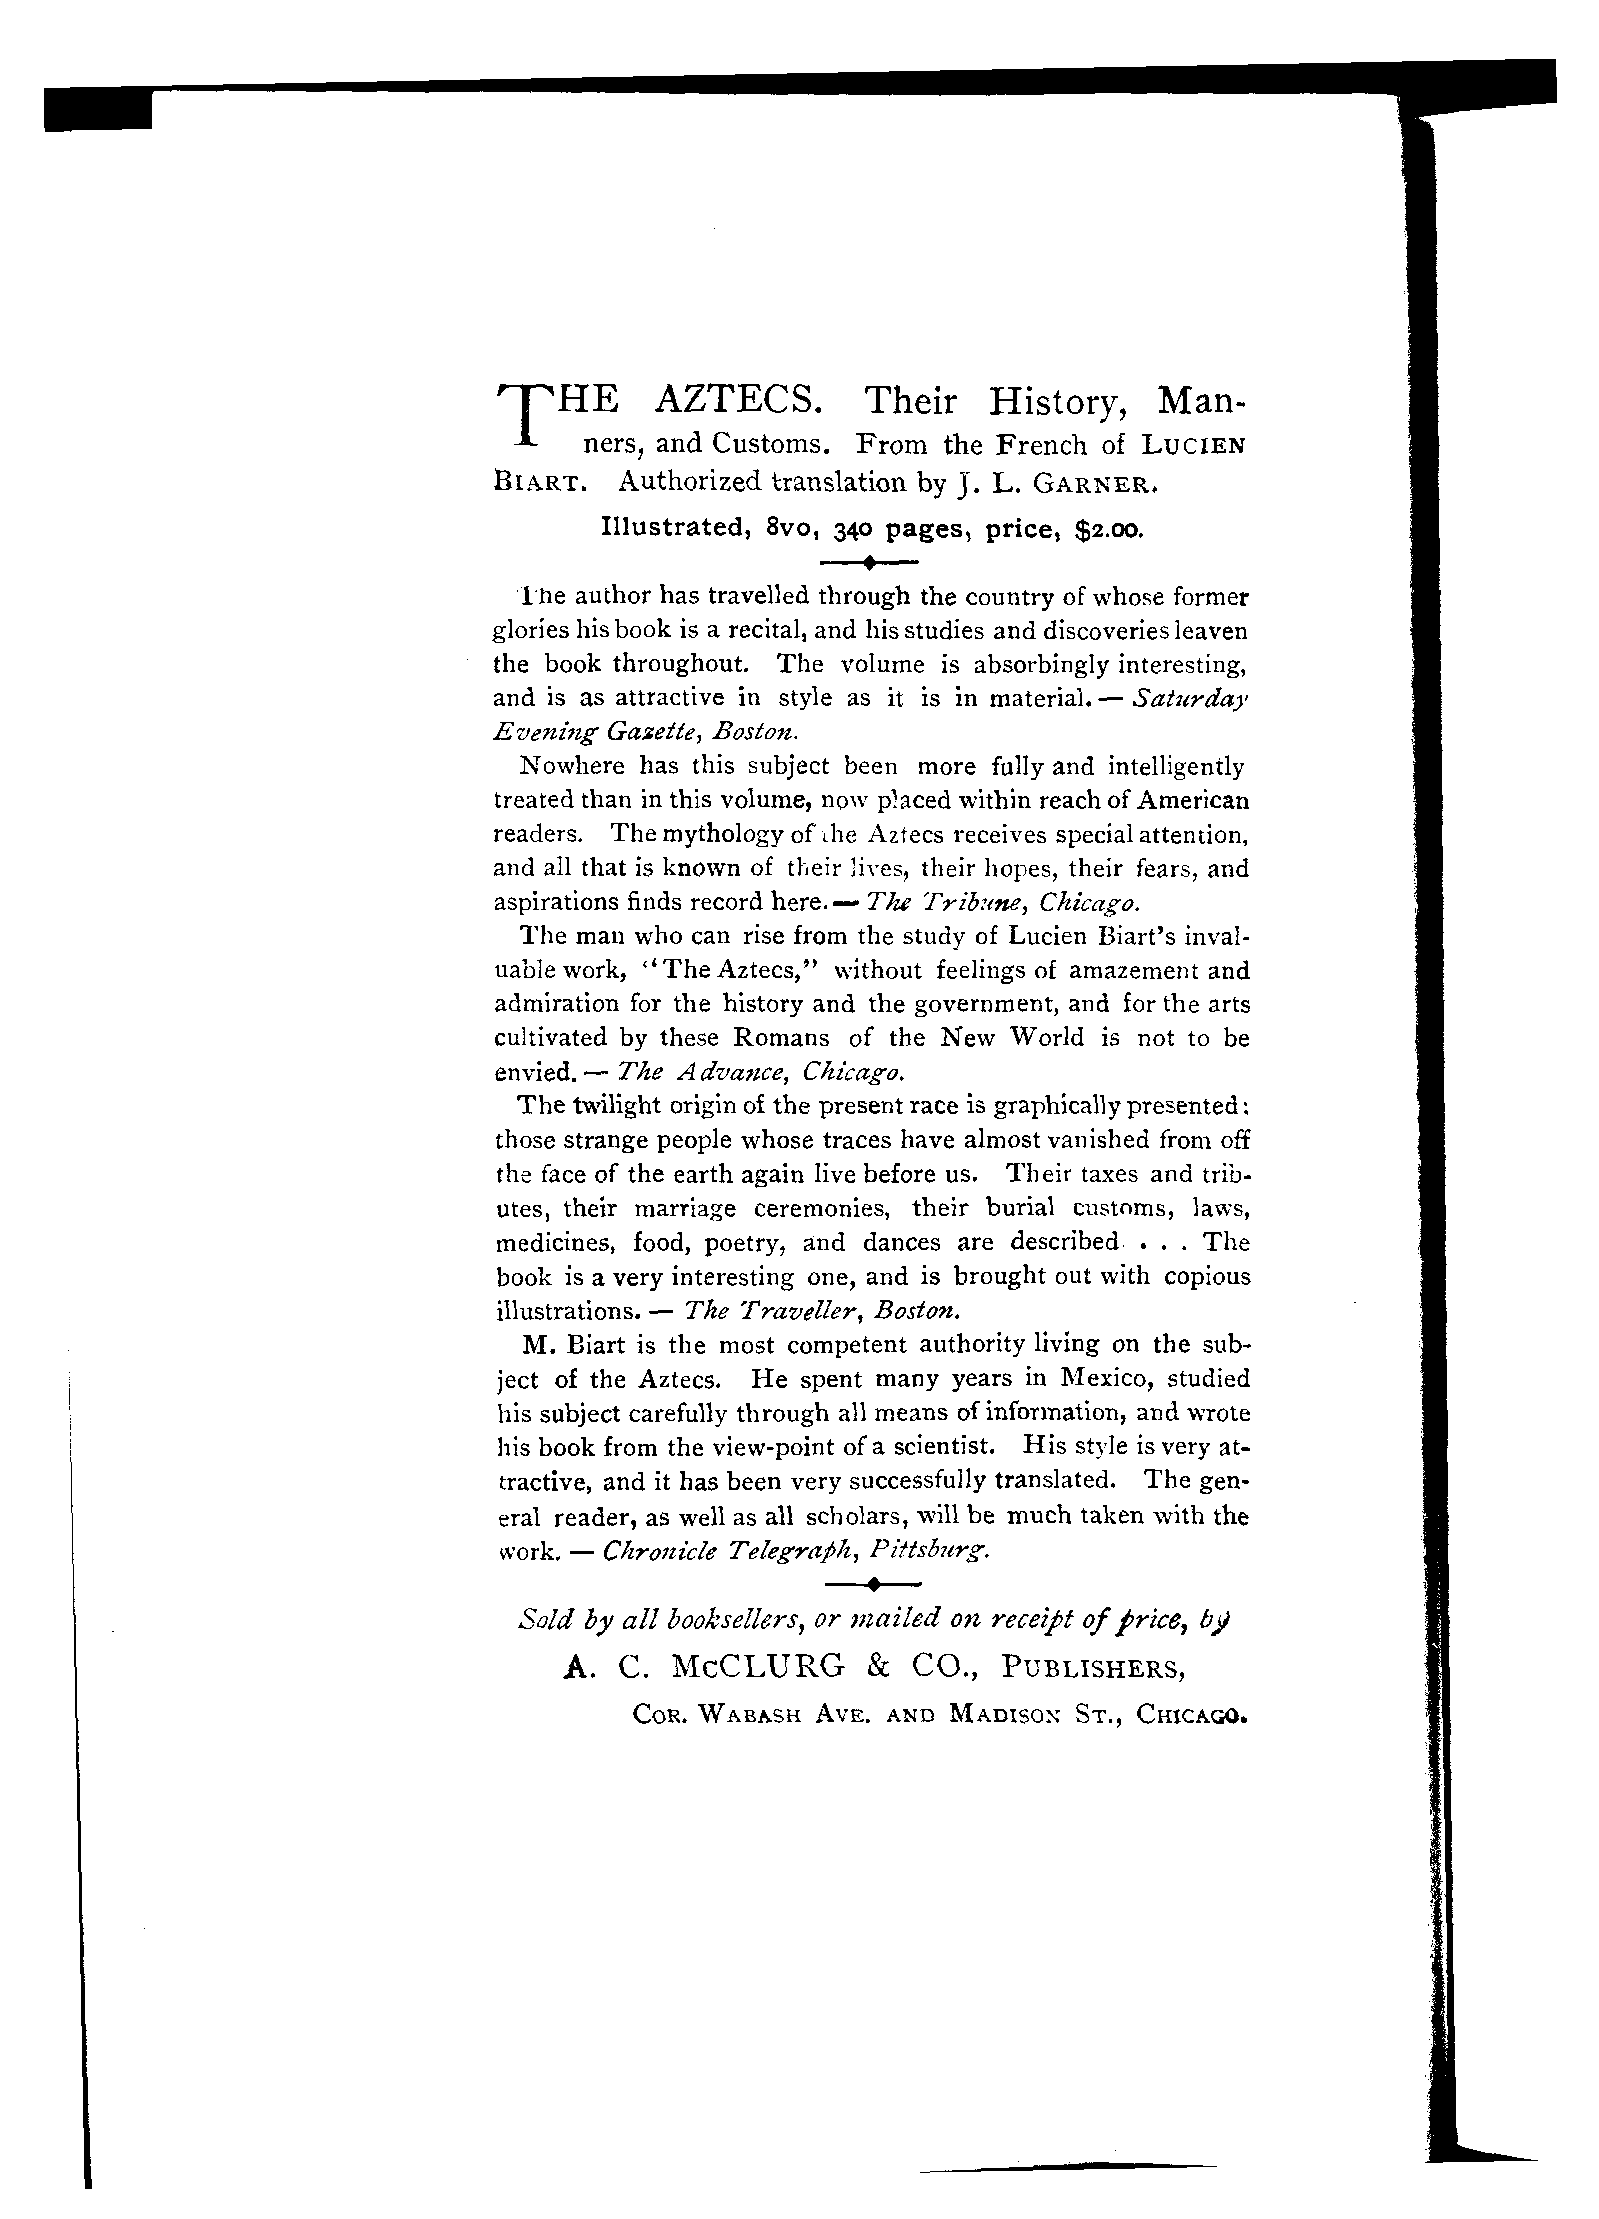 THE AZTECS. Their History, Man-
ners, and Customs. From the French of LUCIEN
BIART. Authorized translation by J. L. GARNER.
Illustrated, 8vo, 340 pages, price, $2.00.
The author has travelled through the country of whose former
glories his book is a recital, and his studies and discoveries leaven
the book throughout. The volume is absorbingly interesting,
and is as attractive in style as it is in material. — Saturday
Evening Gazette, Boston.
Nowhere has this subject been more fully and intelligently
treated than in this volume, now placed within reach of American
readers. The mythology of the Aztecs receives special attention,
and all that is known of their lives, their hopes, their fears, and
aspirations finds record here. — The Tribune, Chicago.
The man who can rise from the study of Lucien Biart's inval-
uable work, “The Aztecs,” without feelings of amazement and
admiration for the history and the government, and for the arts
cultivated by these Romans of the New World is not to be
envied. — The Advance, Chicago.
The twilight origin of the present race is graphically presented;
those strange people whose traces have almost vanished from off
the face of the earth again live before us. Their taxes and trib-
utes, their marriage ceremonies, their burial customs, laws,
medicines, food, poetry, and dances are described . . . The
book is a very interesting one, and is brought out with copious
illustrations. — The Traveller, Boston.
M. Biart is the most competent authority living on the sub-
ject of the Aztecs. He spent many years in Mexico, studied
his subject carefully through all means of information, and wrote
his book from the view-point of a scientist. His style is very at-
tractive, and it has been very successfully translated. The gen-
eral reader, as well as all scholars, will be much taken with the
work. — Chronicle Telegraph, Pittsburg.
Sold by all booksellers, or mailed on receipt of price, by
A. C. McCLURG & CO., PUBLISHERS,
COR. WABASH AVE. AND MADISON ST., CHICAGO.